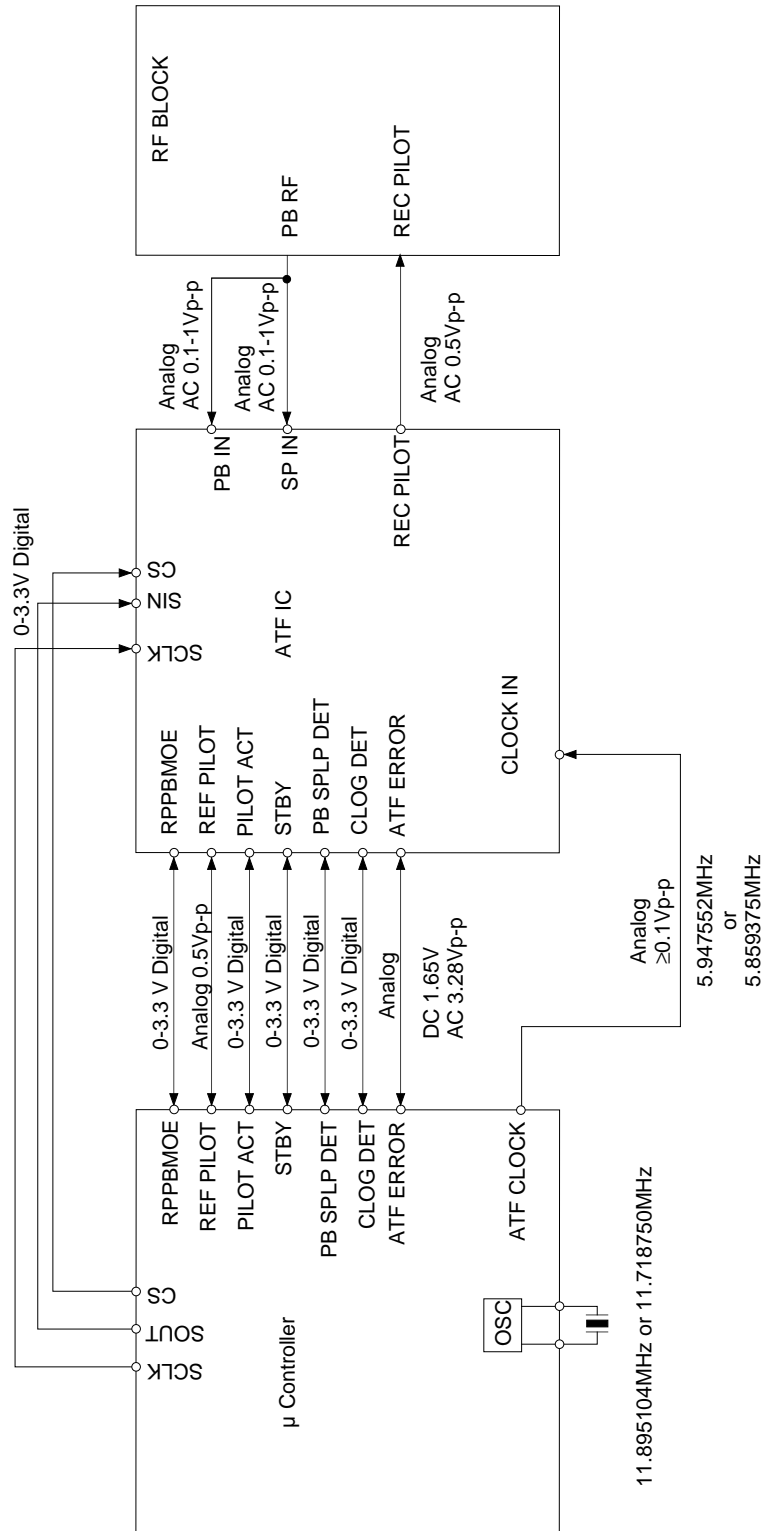 RF BLOCK
PB RF
REC PILOT
Analog
AC 0.1-1Vp-p
Analog
AC 0.1-1Vp-p
Analog
AC 0.5Vp-p
0-3.3V Digital
CS
SIN
SCLK
PB IN
SP IN
REC PILOT
ATF IC
RPPBMOE
REF PILOT
PILOT ACT
STBY
PB SPLP DET
CLOG DET
ATF ERROR
CLOCK IN
0-3.3 V Digital
Analog 0.5Vp-p
0-3.3 V Digital
0-3.3 V Digital
0-3.3 V Digital
0-3.3 V Digital
Analog
DC 1.65V
AC 3.28Vp-p
Analog
≥0.1Vp-p
5.947552MHz
or
5.859375MHz
RPPBMOE
REF PILOT
PILOT ACT
STBY
PB SPLP DET
CLOG DET
ATF ERROR
ATF CLOCK
CS
SOUT
SCLK
µ Controller
OSC
11.895104MHz or 11.718750MHz